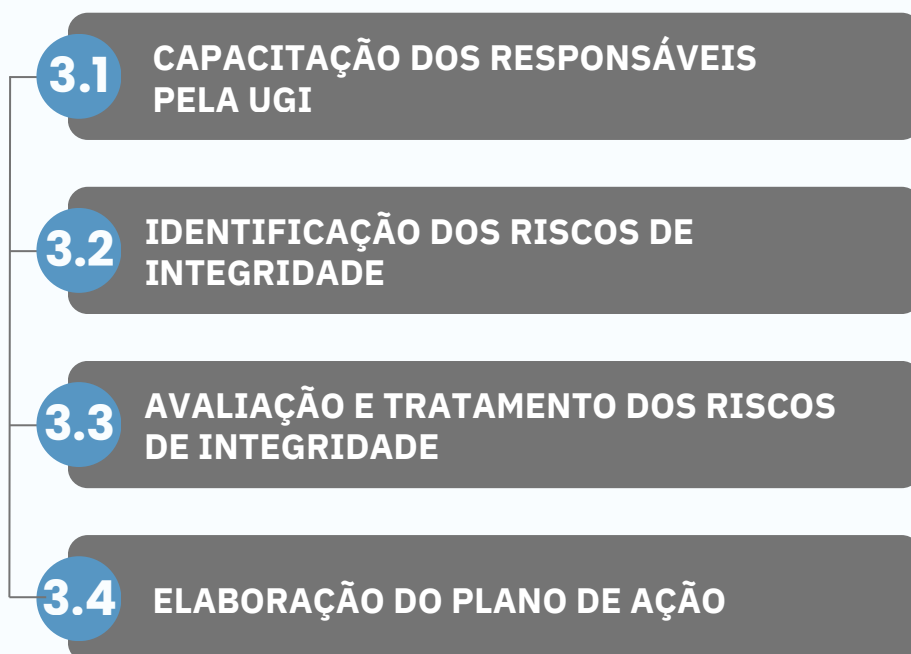 3.1
CAPACITAÇÃO DOS RESPONSÁVEIS
PELA UGI
3.2
IDENTIFICAÇÃO DOS RISCOS DE
INTEGRIDADE
3.3
AVALIAÇÃO E TRATAMENTO DOS RISCOS
DE INTEGRIDADE
3.4
ELABORAÇÃO DO PLANO DE AÇÃO